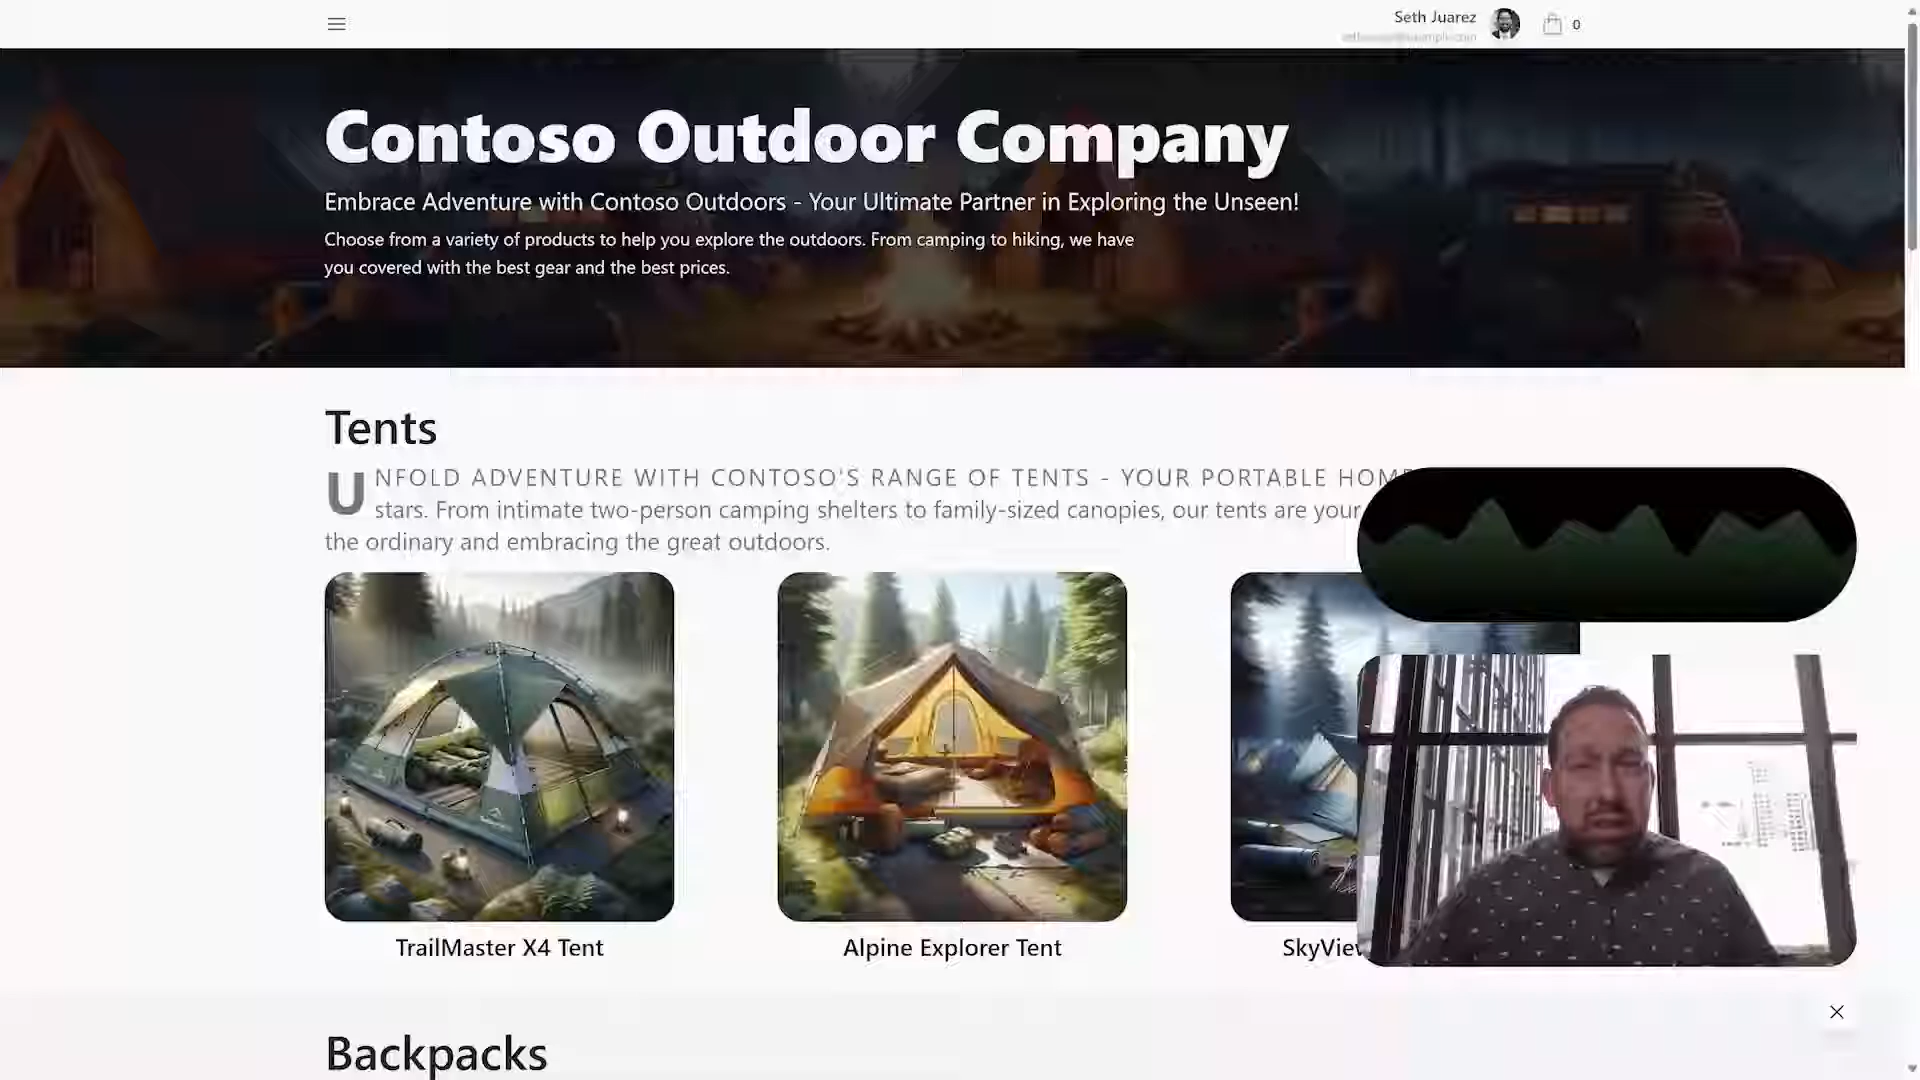 Seth Juarez
0
Contoso Outdoor Company
Embrace Adventure with Contoso Outdoors - Your Ultimate Partner in Exploring the Unseen!
Choose from a variety of products to help you explore the outdoors. From camping to hiking, we have
you covered with the best gear and the best prices.
Tents
UNFOLD ADVENTURE WITH CONTOSO'S RANGE OF TENTS - YOUR PORTABLE HOM
stars. From intimate two-person camping shelters to family-sized canopies, our tents are your
the ordinary and embracing the great outdoors.
TrailMaster X4 Tent
Alpine Explorer Tent
SkyView
Backpacks